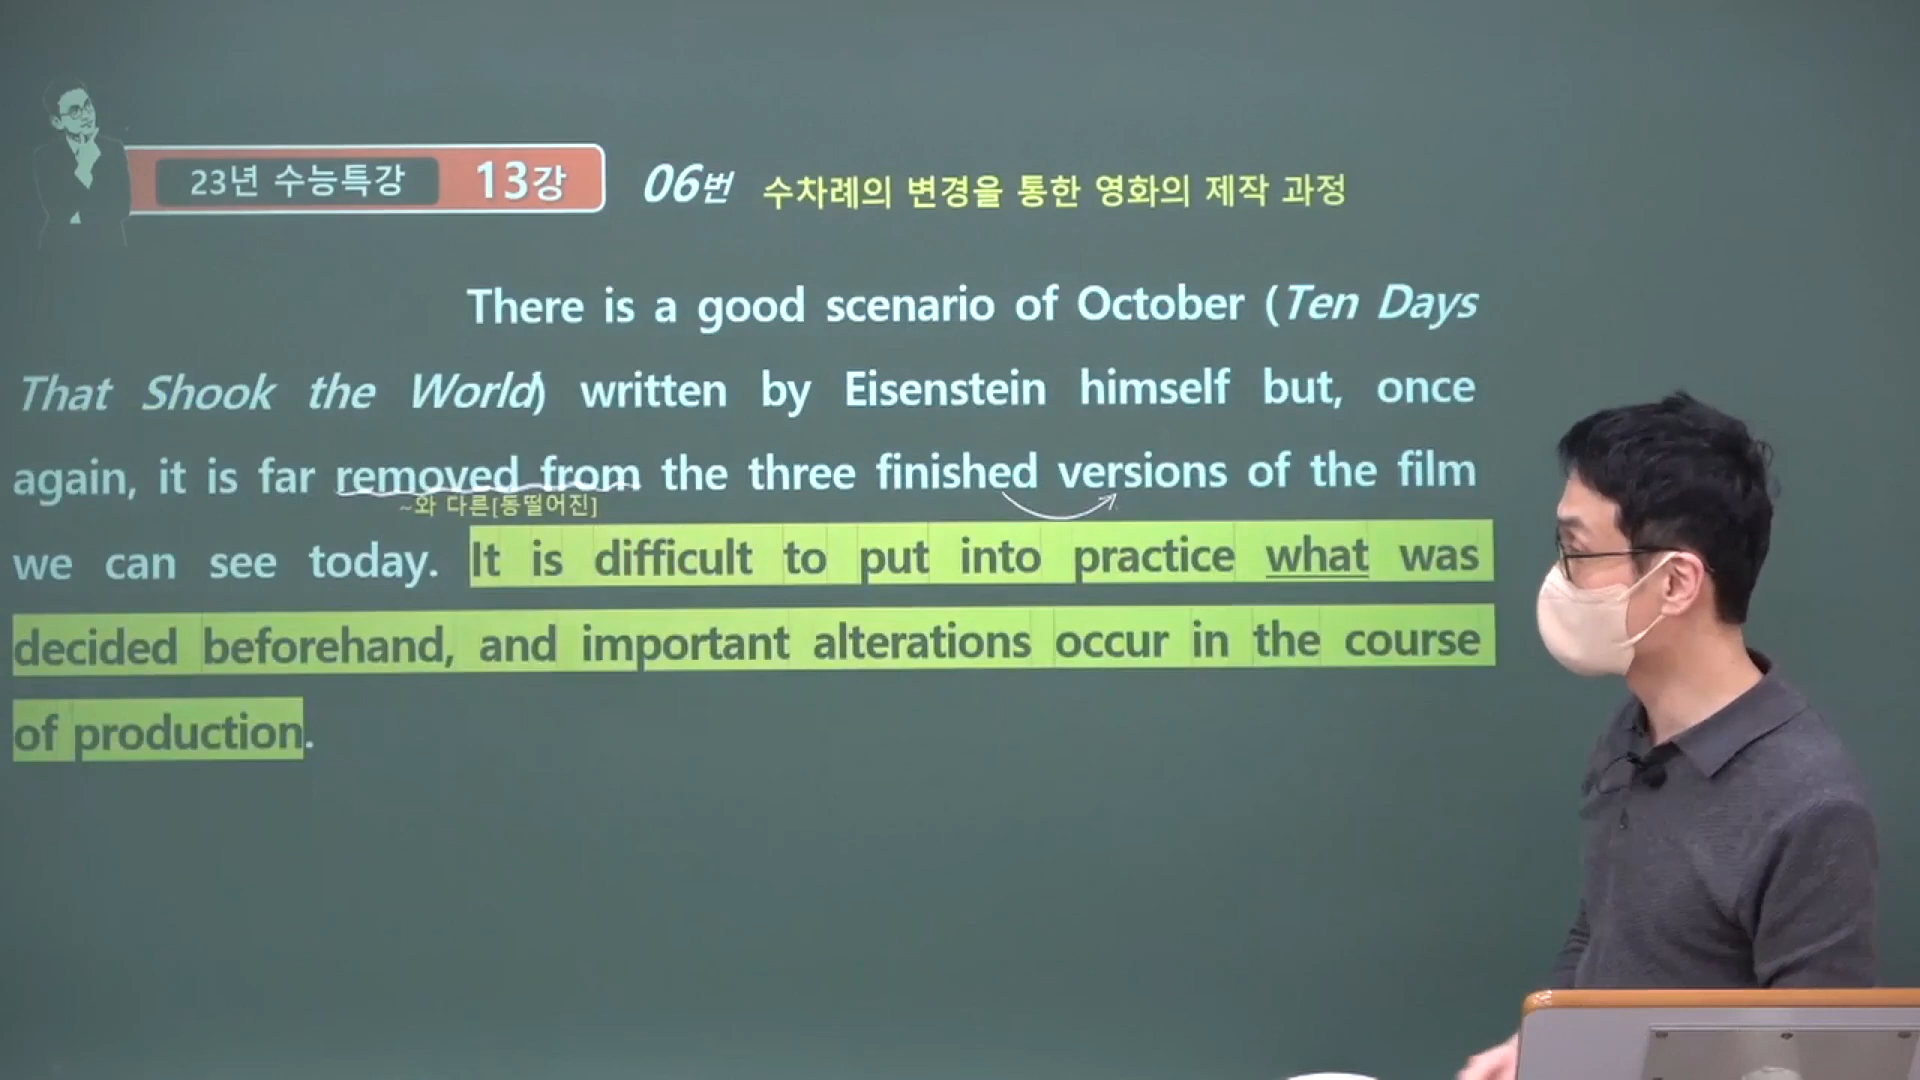 23년 수능특강 13강 06번 수차례의 변경을 통한 영화의 제작 과정
There is a good scenario of October (Ten Days
That Shook the World) written by Eisenstein himself but, once
again, it is far removed from the three finished versions of the film
~와 다른[동떨어진]
we can see today. It is difficult to put into practice what was
decided beforehand, and important alterations occur in the course
of production.